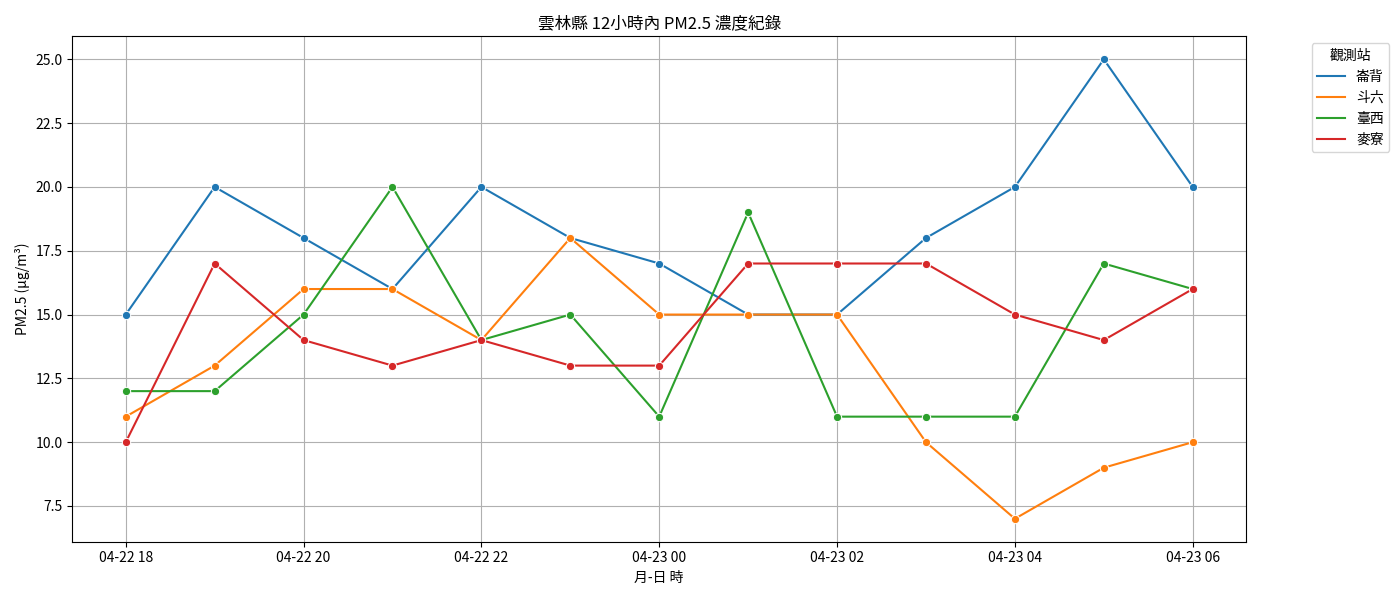 雲林縣 12小時內 PM2.5 濃度紀錄
觀測站
崙背
斗六
臺西
麥寮
PM2.5 (μg/m³)
25.0
22.5
20.0
17.5
15.0
12.5
10.0
7.5
04-22 18
04-22 20
04-22 22
04-23 00
04-23 02
04-23 04
04-23 06
月-日 時